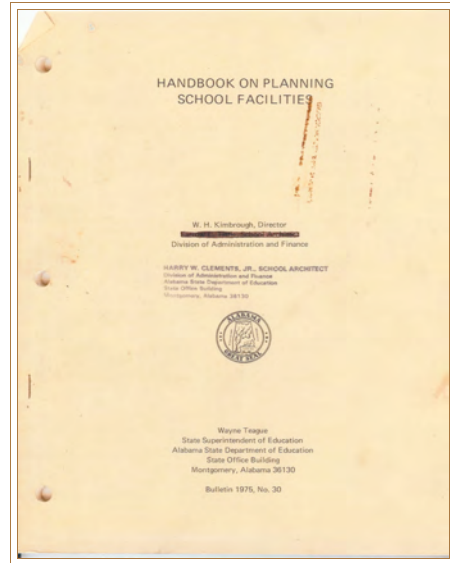 HANDBOOK ON PLANNING
SCHOOL FACILITIES
W. H. Kimbrough, Director
Division of Administration and Finance
HARRY W. CLEMENTS, JR., SCHOOL ARCHITECT
Division of Administration and Finance
Alabama State Department of Education
State Office Building
Montgomery, Alabama 36130
ALABAMA
GREAT SEAL
Wayne Teague
State Superintendent of Education
Alabama State Department of Education
State Office Building
Montgomery, Alabama 36130
Bulletin 1975, No. 30